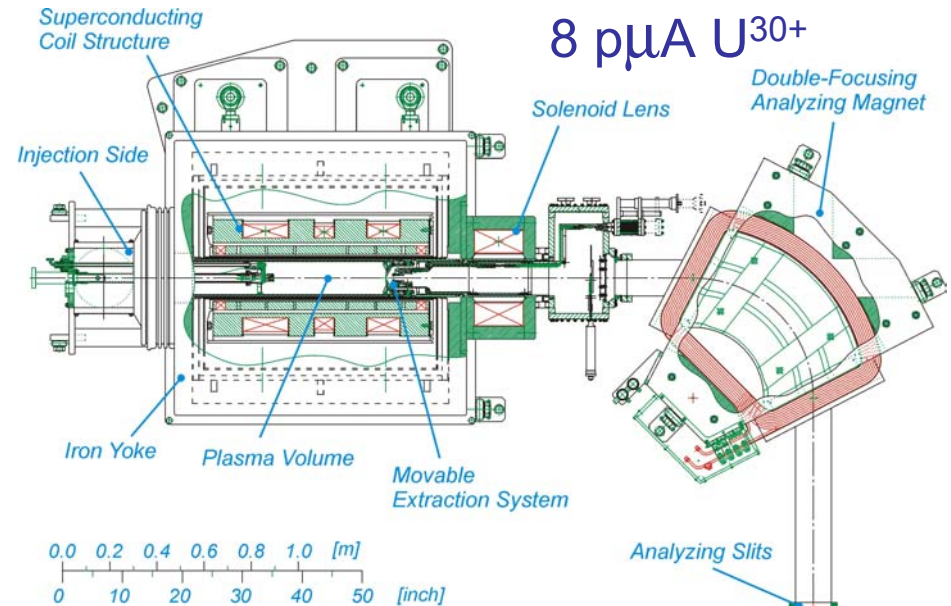 Superconducting
Coil Structure
8 pµA U30+
Double-Focusing
Analyzing Magnet
Solenoid Lens
Injection Side
Iron Yoke
Plasma Volume
Movable
Extraction System
0.0 0.2 0.4 0.6 0.8 1.0 [m]
0 10 20 30 40 50 [inch]
Analyzing Slits